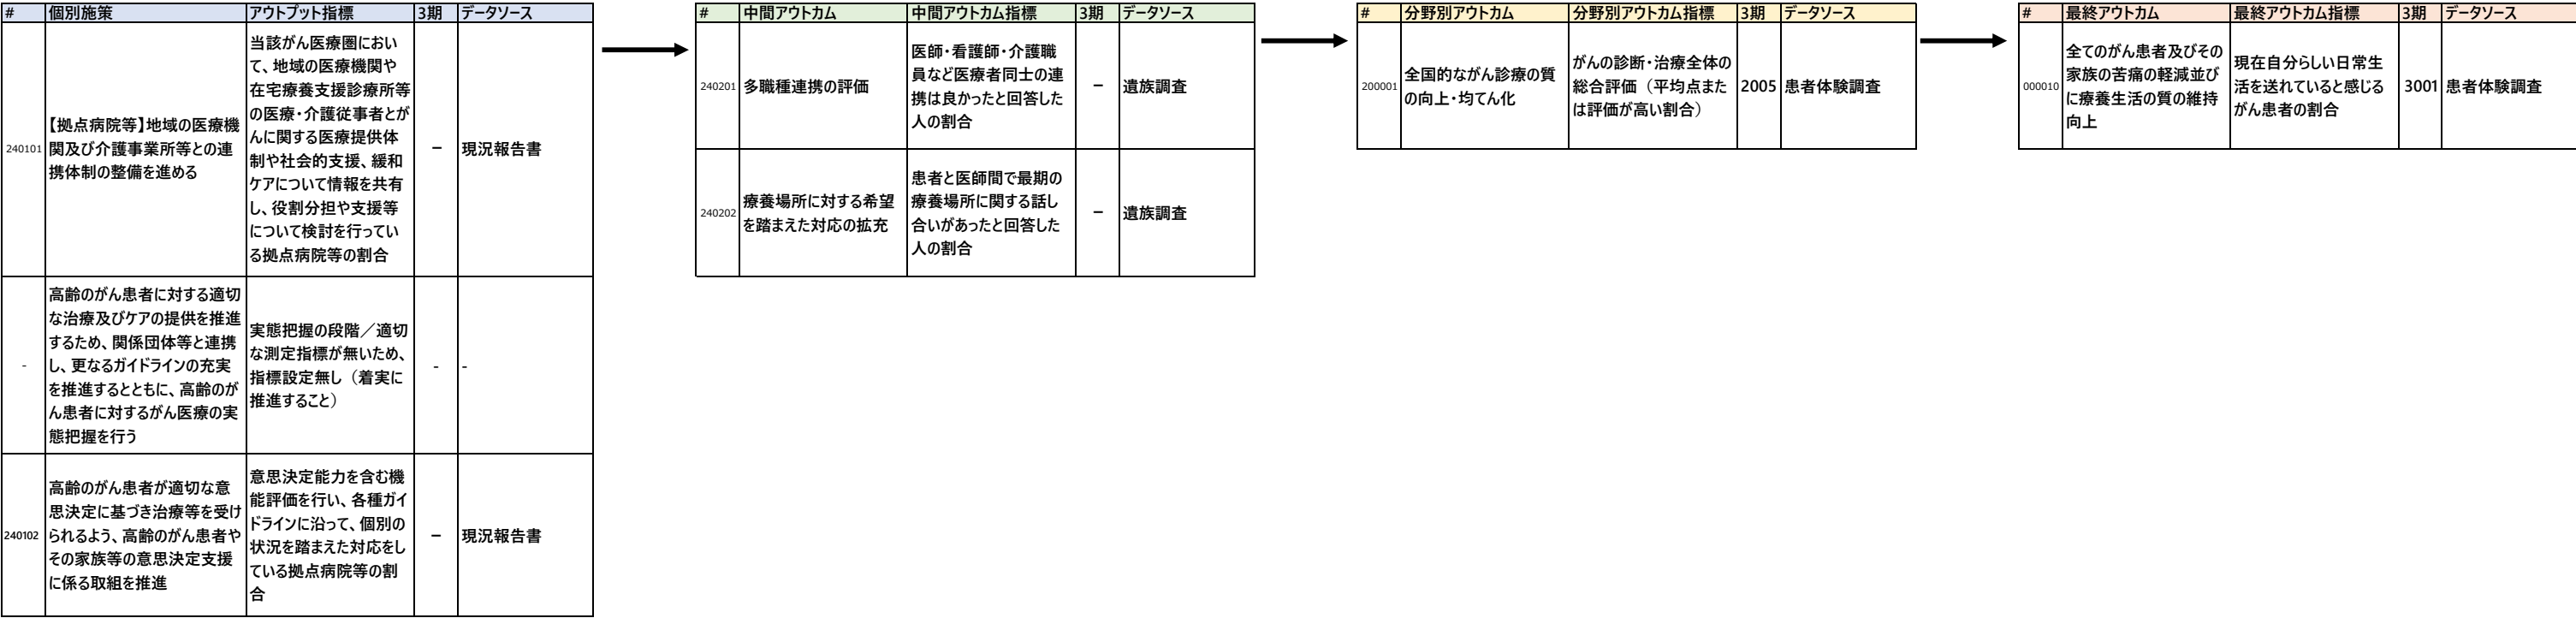 # 個別施策 アウトプット指標 3期 データソース
240101
【拠点病院等】地域の医療機
関及び介護事業所等との連
携体制の整備を進める
当該がん医療圏におい
て、地域の医療機関や
在宅療養支援診療所等
の医療・介護従事者とが
んに関する医療提供体
制や社会的支援、緩和
ケアについて情報を共有
し、役割分担や支援等
について検討を行ってい
る拠点病院等の割合
－
現況報告書
-
高齢のがん患者に対する適切
な治療及びケアの提供を推進
するため、関係団体等と連携
し、更なるガイドラインの充実
を推進するとともに、高齢のが
ん患者に対するがん医療の実
態把握を行う
実態把握の段階／適切
な測定指標が無いため、
指標設定無し（着実に
推進すること）
-
-
240102
高齢のがん患者が適切な意
思決定に基づき治療等を受け
られるよう、高齢のがん患者や
その家族等の意思決定支援
に係る取組を推進
意思決定能力を含む機
能評価を行い、各種ガイ
ドラインに沿って、個別の
状況を踏まえた対応をし
ている拠点病院等の割
合
－
現況報告書
# 中間アウトカム 中間アウトカム指標 3期 データソース
240201
多職種連携の評価
医師・看護師・介護職
員など医療者同士の連
携は良かったと回答した
人の割合
－
遺族調査
240202
療養場所に対する希望
を踏まえた対応の拡充
患者と医師間で最期の
療養場所に関する話し
合いがあったと回答した
人の割合
－
遺族調査
# 分野別アウトカム 分野別アウトカム指標 3期 データソース
200001
全国的ながん診療の質
の向上・均てん化
がんの診断・治療全体の
総合評価（平均点また
は評価が高い割合）
2005
患者体験調査
# 最終アウトカム 最終アウトカム指標 3期 データソース
000010
全てのがん患者及びその
家族の苦痛の軽減並び
に療養生活の質の維持
向上
現在自分らしい日常生
活を送れていると感じる
がん患者の割合
3001
患者体験調査